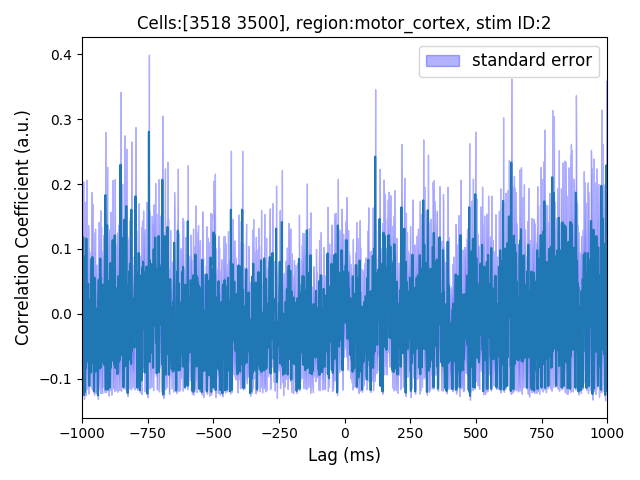 Cells:[3518 3500], region:motor_cortex, stim ID:2
standard error
Correlation Coefficient (a.u.)
0.4
0.3
0.2
0.1
0.0
−0.1
−1000 −750 −500 −250 0 250 500 750 1000
Lag (ms)